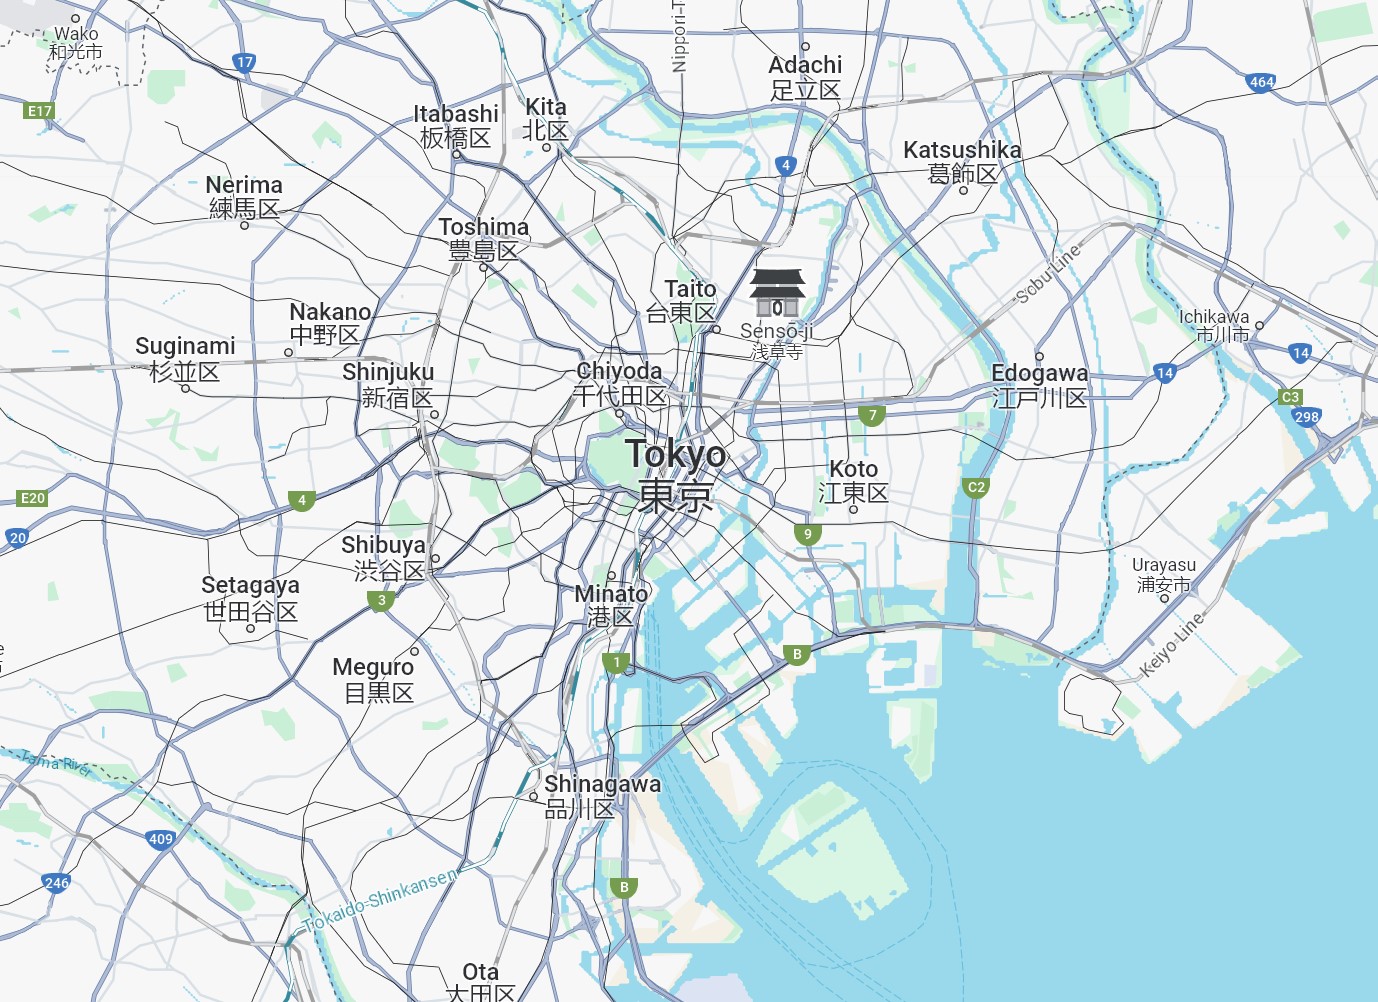 Wako
和光市
17
E17
Nippori-T
Adachi
足立区
464
Itabashi
板橋区
Kita
北区
4
Katsushika
葛飾区
Nerima
練馬区
Toshima
豊島区
Sobu Line
Taito
台東区
Sensō-ji
浅草寺
Ichikawa
市川市
Nakano
中野区
Suginami
杉並区
Shinjuku
新宿区
Chiyoda
千代田区
Edogawa
江戸川区
14
14
C3
298
7
Tokyo
東京
Koto
江東区
C2
E20
4
20
9
Shibuya
渋谷区
Setagaya
世田谷区
3
Minato
港区
Urayasu
浦安市
Keiyo Line
Meguro
目黒区
1
B
Tama River
Shinagawa
品川区
409
246
Tokaido-Shinkansen
B
Ota
大田区